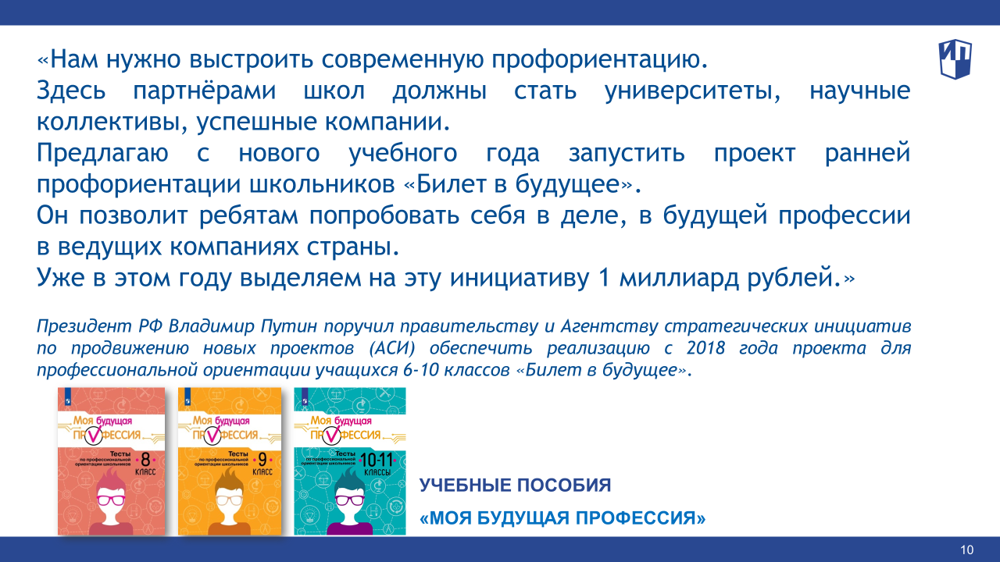 ИП
«Нам нужно выстроить современную профориентацию.
Здесь партнёрами школ должны стать университеты, научные
коллективы, успешные компании.
Предлагаю с нового учебного года запустить проект ранней
профориентации школьников «Билет в будущее».
Он позволит ребятам попробовать себя в деле, в будущей профессии
в ведущих компаниях страны.
Уже в этом году выделяем на эту инициативу 1 миллиард рублей.»
Президент РФ Владимир Путин поручил правительству и Агентству стратегических инициатив
по продвижению новых проектов (АСИ) обеспечить реализацию с 2018 года проекта для
профессиональной ориентации учащихся 6-10 классов «Билет в будущее».
Моя будущая
ПРОФЕССИЯ
Тесты
по профессиональной
ориентации школьников
8
КЛАСС
Моя будущая
ПРОФЕССИЯ
Тесты
по профессиональной
ориентации школьников
9
КЛАСС
Моя будущая
ПРОФЕССИЯ
Тесты
по профессиональной
ориентации школьников
10-11
КЛАССЫ
УЧЕБНЫЕ ПОСОБИЯ
«МОЯ БУДУЩАЯ ПРОФЕССИЯ»
10